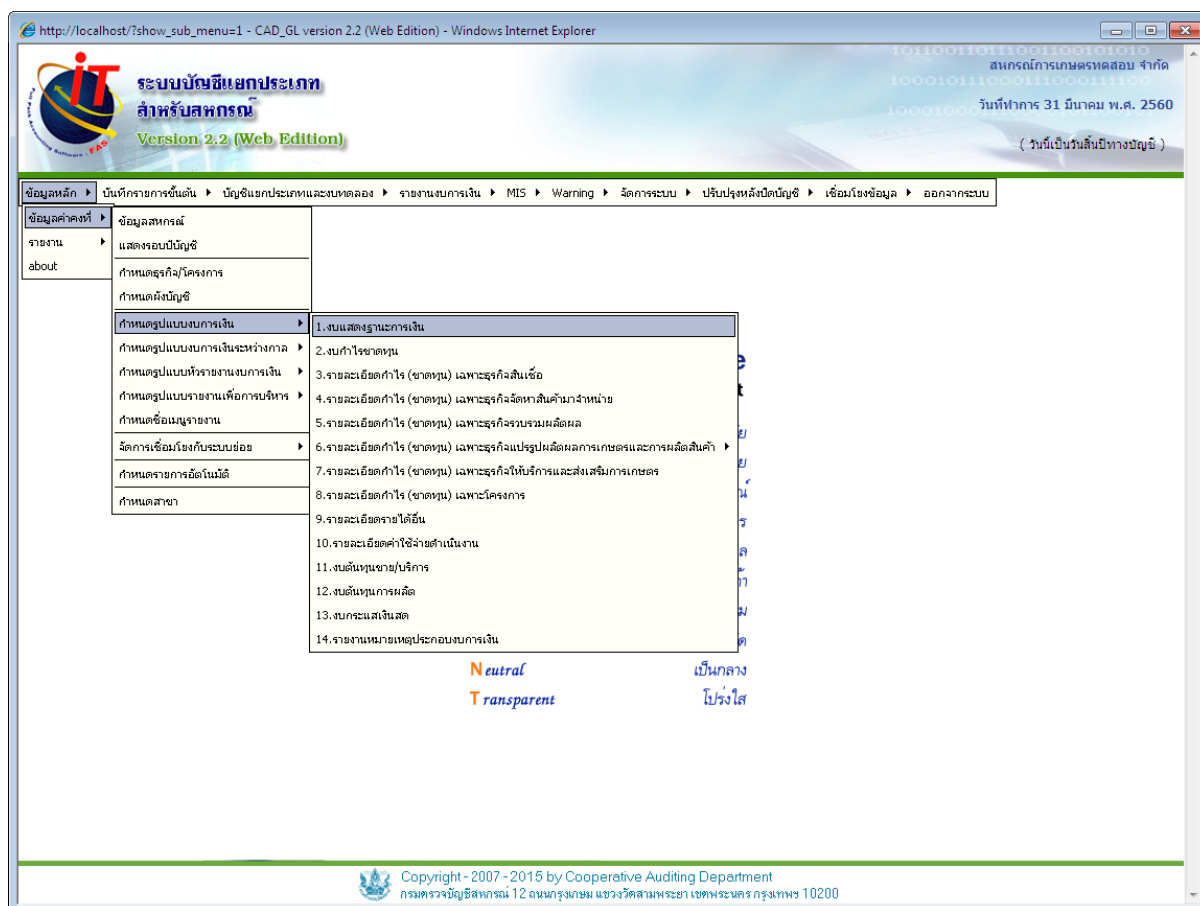 http://localhost/?show_sub_menu=1 - CAD_GL version 2.2 (Web Edition) - Windows Internet Explorer
iT
Full Pack Accounting Software : FAS
ระบบบัญชีแยกประเภท
สำหรับสหกรณ์
Version 2.2 (Web Edition)
สหกรณ์การเกษตรทดสอบ จำกัด
วันที่ทำการ 31 มีนาคม พ.ศ. 2560
( วันนี้เป็นวันสิ้นปีทางบัญชี )
ข้อมูลหลัก บันทึกรายการขั้นต้น บัญชีแยกประเภทและงบทดลอง รายงานงบการเงิน MIS Warning จัดการระบบ ปรับปรุงหลังปิดบัญชี เชื่อมโยงข้อมูล ออกจากระบบ
ข้อมูลค่าคงที่
รายงาน
about
ข้อมูลสหกรณ์
แสดงรอบปีบัญชี
กำหนดธุรกิจ/โครงการ
กำหนดผังบัญชี
กำหนดรูปแบบงบการเงิน
กำหนดรูปแบบงบการเงินระหว่างกาล
กำหนดรูปแบบหัวรายงานงบการเงิน
กำหนดรูปแบบรายงานเพื่อการบริหาร
กำหนดชื่อเมนูรายงาน
จัดการเชื่อมโยงกับระบบย่อย
กำหนดรายการอัตโนมัติ
กำหนดสาขา
1.งบแสดงฐานะการเงิน
2.งบกำไรขาดทุน
3.รายละเอียดกำไร (ขาดทุน) เฉพาะธุรกิจสินเชื่อ
4.รายละเอียดกำไร (ขาดทุน) เฉพาะธุรกิจจัดหาสินค้ามาจำหน่าย
5.รายละเอียดกำไร (ขาดทุน) เฉพาะธุรกิจรวบรวมผลิตผล
6.รายละเอียดกำไร (ขาดทุน) เฉพาะธุรกิจแปรรูปผลิตผลการเกษตรและการผลิตสินค้า
7.รายละเอียดกำไร (ขาดทุน) เฉพาะธุรกิจให้บริการและส่งเสริมการเกษตร
8.รายละเอียดกำไร (ขาดทุน) เฉพาะโครงการ
9.รายละเอียดรายได้อื่น
10.รายละเอียดค่าใช้จ่ายดำเนินงาน
11.งบต้นทุนขาย/บริการ
12.งบต้นทุนการผลิต
13.งบกระแสเงินสด
14.รายงานหมายเหตุประกอบงบการเงิน
Neutral เป็นกลาง
Transparent โปร่งใส
Copyright - 2007 - 2015 by Cooperative Auditing Department
กรมตรวจบัญชีสหกรณ์ 12 ถนนกรุงเกษม แขวงวัดสามพระยา เขตพระนคร กรุงเทพฯ 10200